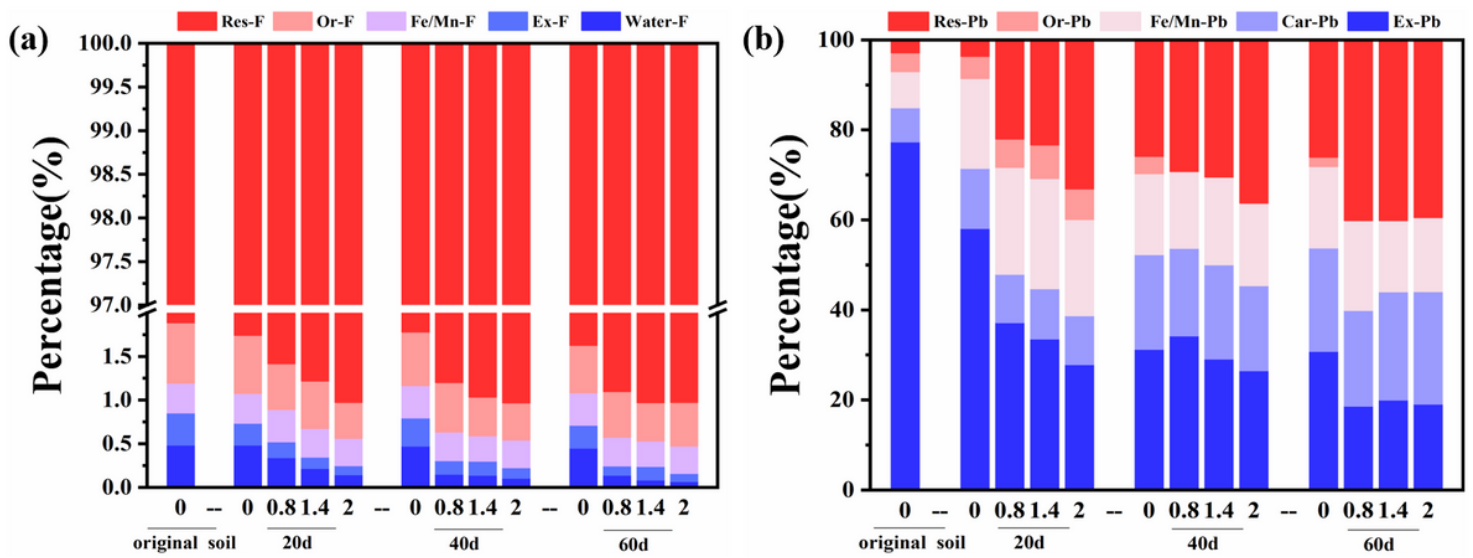 (a)
Res-F Or-F Fe/Mn-F Ex-F Water-F
Percentage(%)
100.0
99.5
99.0
98.5
98.0
97.5
97.0
1.5
1.0
0.5
0.0
0 -- 0 0.8 1.4 2 -- 0 0.8 1.4 2 -- 0 0.8 1.4 2
original soil 20d 40d 60d
(b)
Res-Pb Or-Pb Fe/Mn-Pb Car-Pb Ex-Pb
Percentage(%)
100
80
60
40
20
0
0 -- 0 0.8 1.4 2 -- 0 0.8 1.4 2 -- 0 0.8 1.4 2
original soil 20d 40d 60d